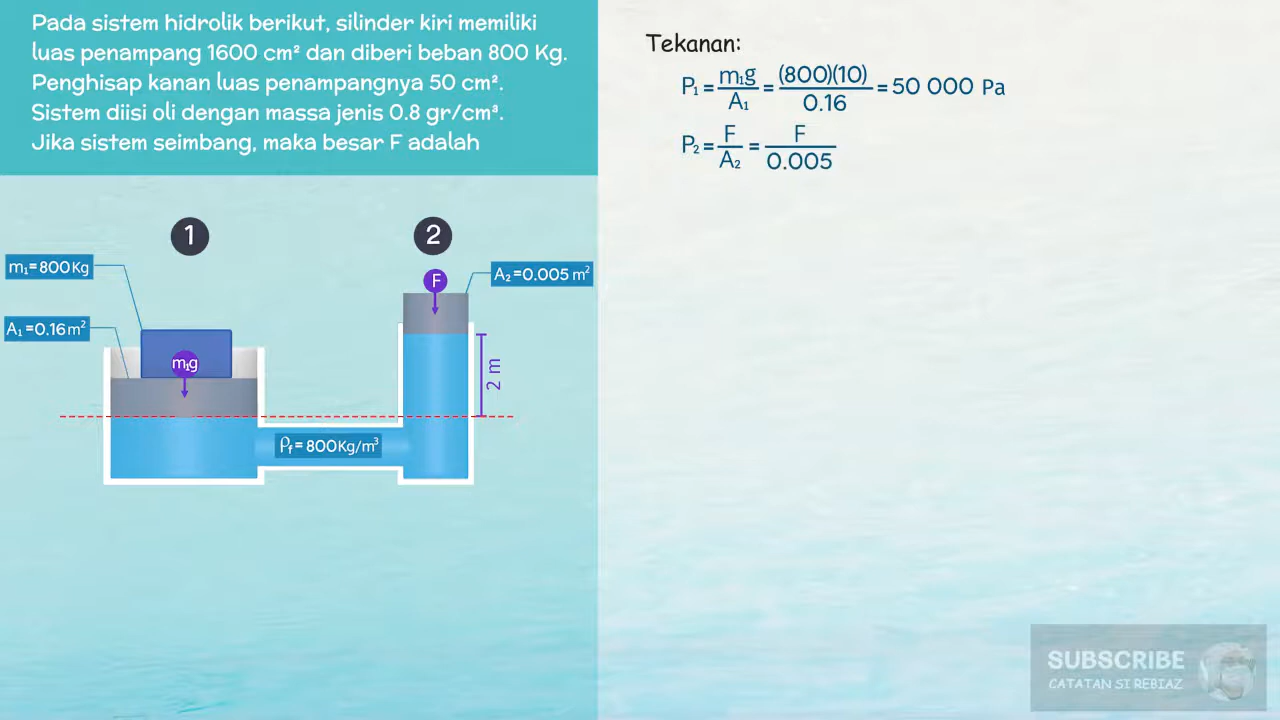 Pada sistem hidrolik berikut, silinder kiri memiliki
luas penampang 1600 cm² dan diberi beban 800 Kg.
Penghisap kanan luas penampangnya 50 cm².
Sistem diisi oli dengan massa jenis 0.8 gr/cm³.
Jika sistem seimbang, maka besar F adalah
Tekanan:
P₁ = m₁g/A₁ = (800)(10)/0.16 = 50 000 Pa
P₂ = F/A₂ = F/0.005
1
2
m₁=800Kg
F
A₂=0.005 m²
A₁=0.16m²
m₁g
2 m
ρf=800Kg/m³
SUBSCRIBE
CATATAN SI REBIAZ